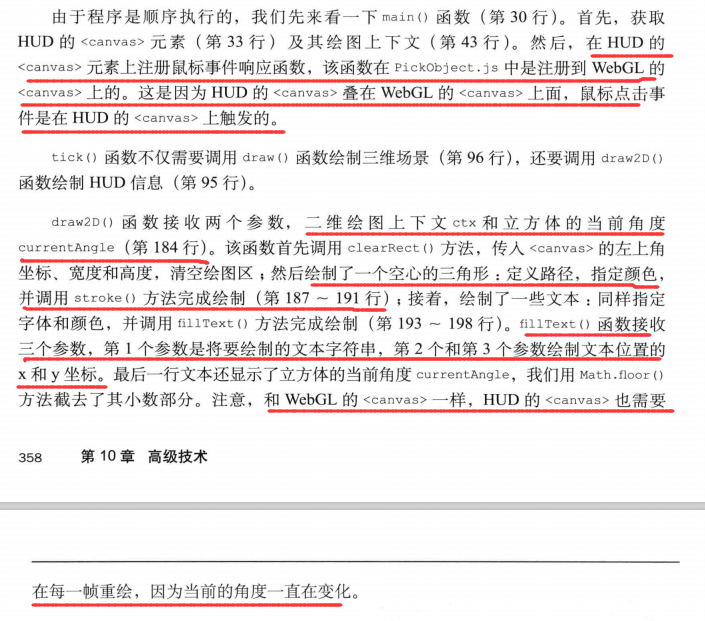 由于程序是顺序执行的，我们先来看一下 main() 函数（第 30 行）。首先，获取
HUD 的 <canvas> 元素（第 33 行）及其绘图上下文（第 43 行）。然后，在 HUD 的
<canvas> 元素上注册鼠标事件响应函数，该函数在 PickObject.js 中是注册到 WebGL 的
<canvas> 上的。这是因为 HUD 的 <canvas> 叠在 WebGL 的 <canvas> 上面，鼠标点击事
件是在 HUD 的 <canvas> 上触发的。
tick() 函数不仅需要调用 draw() 函数绘制三维场景（第 96 行），还要调用 draw2D()
函数绘制 HUD 信息（第 95 行）。
draw2D() 函数接收两个参数，二维绘图上下文 ctx 和立方体的当前角度
currentAngle（第 184 行）。该函数首先调用 clearRect() 方法，传入 <canvas> 的左上角
坐标、宽度和高度，清空绘图区；然后绘制了一个空心的三角形：定义路径，指定颜色，
并调用 stroke() 方法完成绘制（第 187 ～ 191 行）；接着，绘制了一些文本：同样指定
字体和颜色，并调用 fillText() 方法完成绘制（第 193 ～ 198 行）。fillText() 函数接收
三个参数，第 1 个参数是将要绘制的文本字符串，第 2 个和第 3 个参数绘制文本位置的
x 和 y 坐标。最后一行文本还显示了立方体的当前角度 currentAngle，我们用 Math.floor()
方法截去了其小数部分。注意，和 WebGL 的 <canvas> 一样，HUD 的 <canvas> 也需要
358 第 10 章 高级技术
在每一帧重绘，因为当前的角度一直在变化。